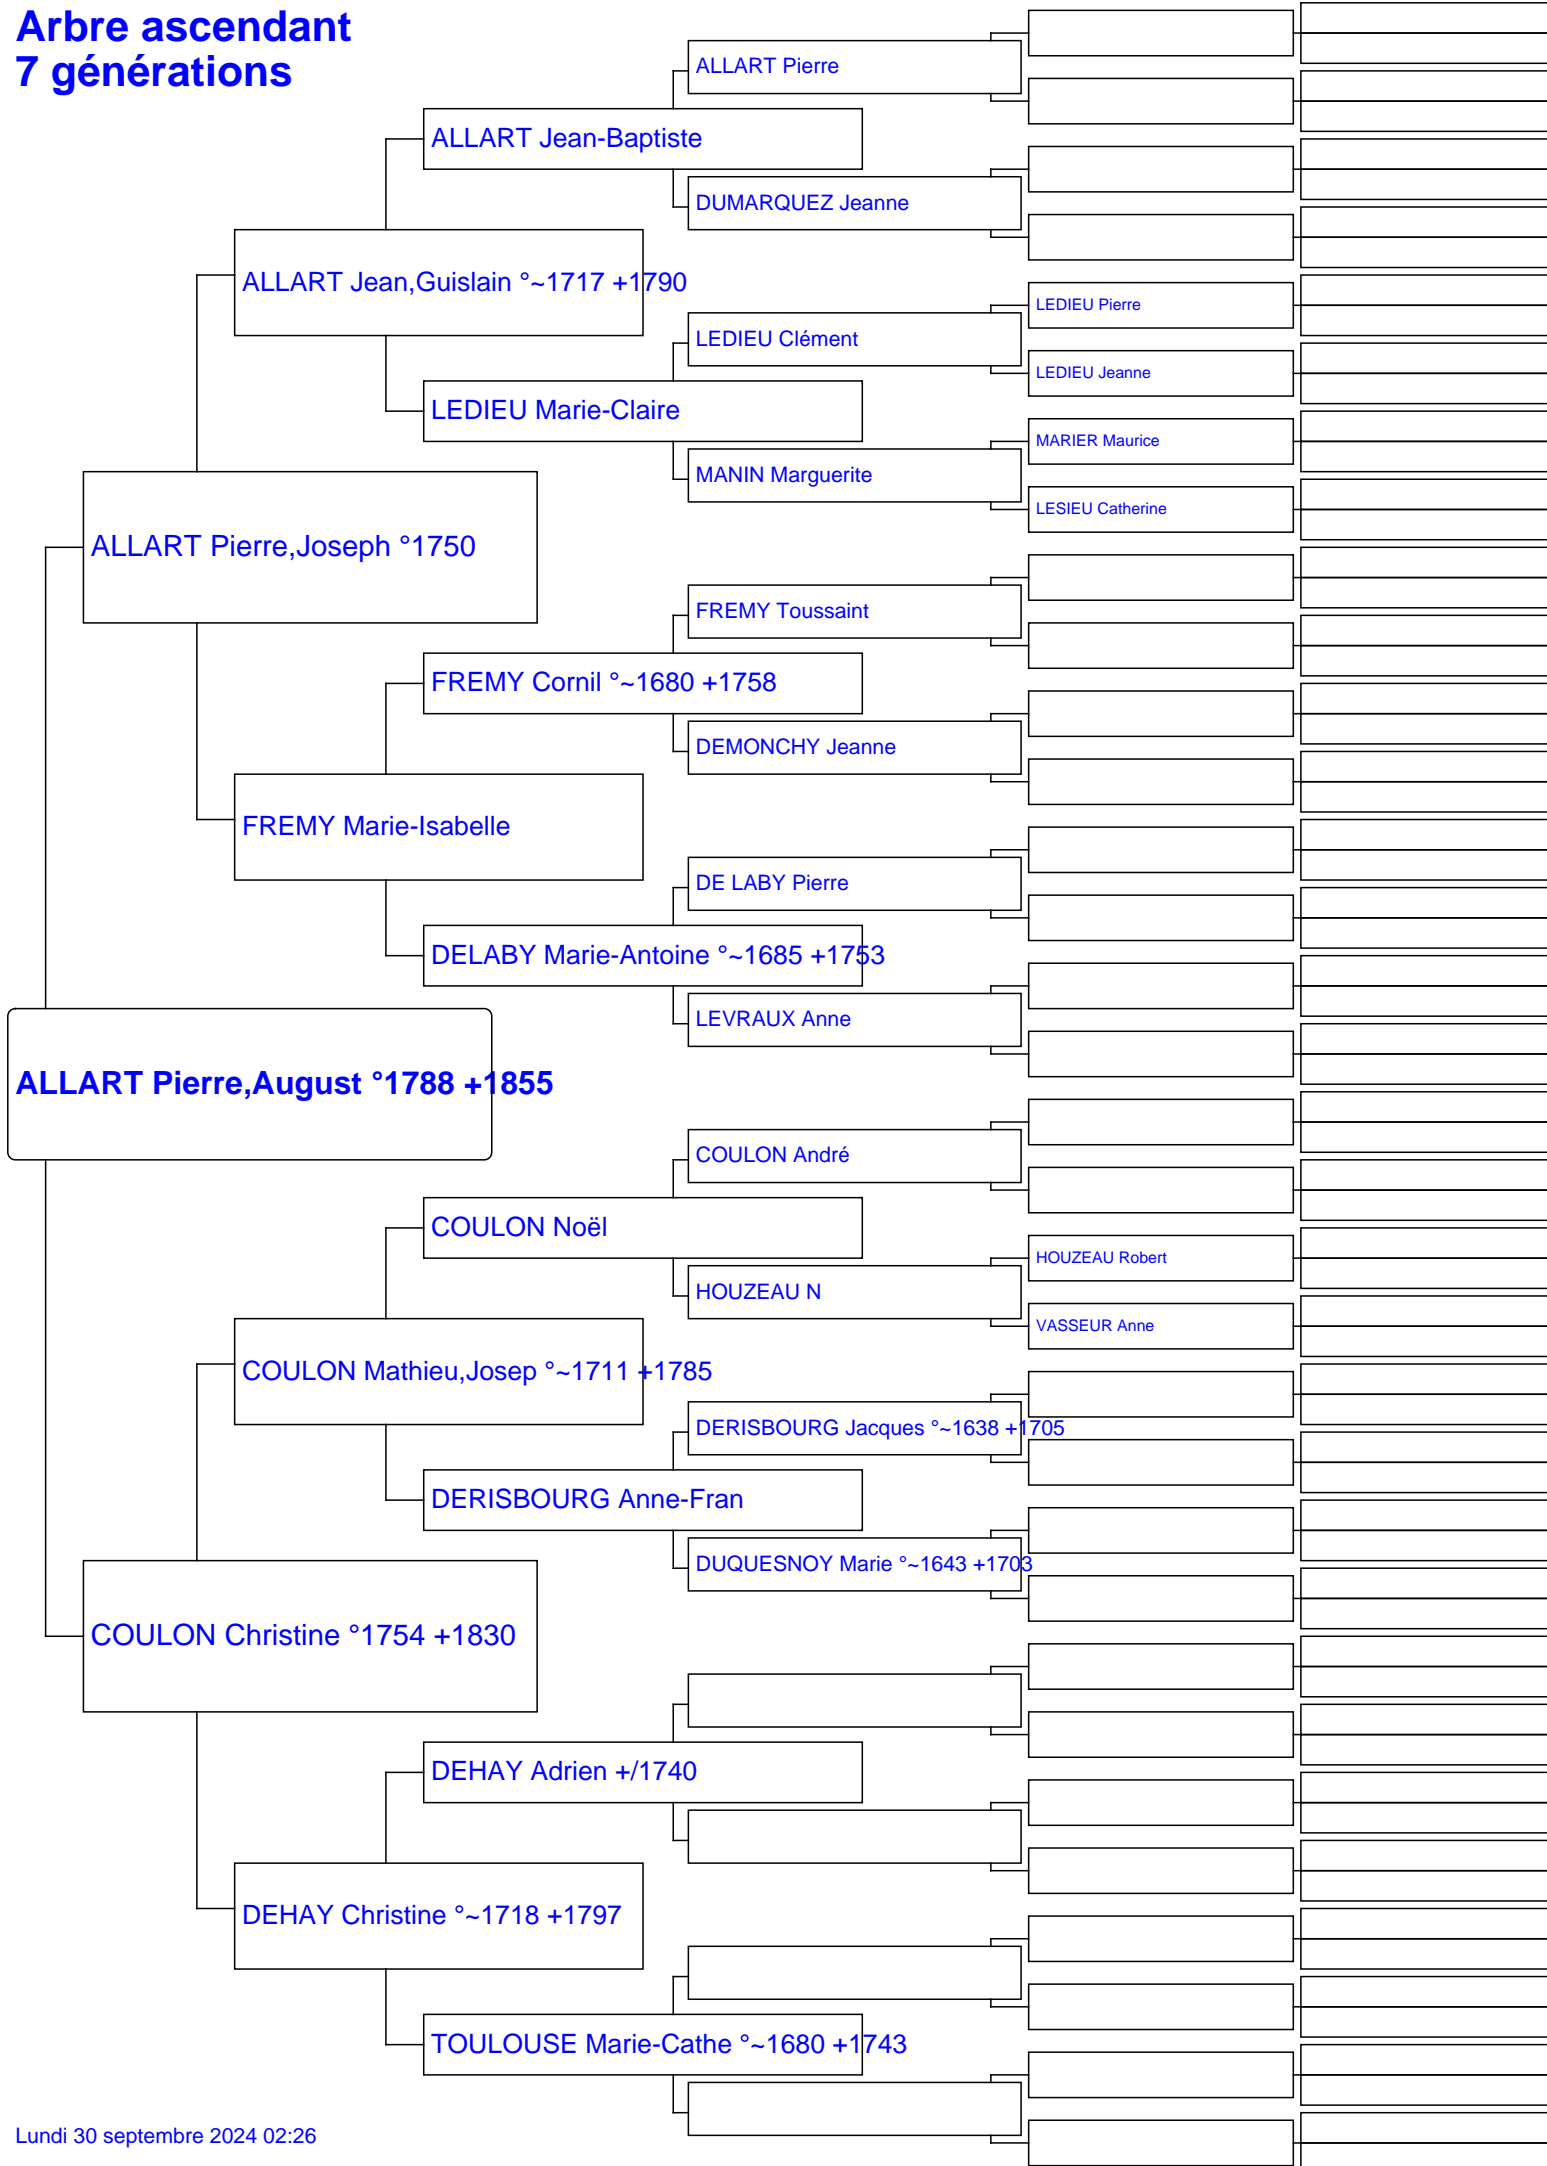 Arbre ascendant
7 générations
ALLART Pierre
ALLART Jean-Baptiste
DUMARQUEZ Jeanne
ALLART Jean,Guislain °~1717 +1790
LEDIEU Pierre
LEDIEU Clément
LEDIEU Jeanne
LEDIEU Marie-Claire
MARIER Maurice
MANIN Marguerite
LESIEU Catherine
ALLART Pierre,Joseph °1750
FREMY Toussaint
FREMY Cornil °~1680 +1758
DEMONCHY Jeanne
FREMY Marie-Isabelle
DE LABY Pierre
DELABY Marie-Antoine °~1685 +1753
LEVRAUX Anne
ALLART Pierre,August °1788 +1855
COULON André
COULON Noël
HOUZEAU Robert
HOUZEAU N
VASSEUR Anne
COULON Mathieu,Josep °~1711 +1785
DERISBOURG Jacques °~1638 +1705
DERISBOURG Anne-Fran
DUQUESNOY Marie °~1643 +1703
COULON Christine °1754 +1830
DEHAY Adrien +/1740
DEHAY Christine °~1718 +1797
TOULOUSE Marie-Cathe °~1680 +1743
Lundi 30 septembre 2024 02:26